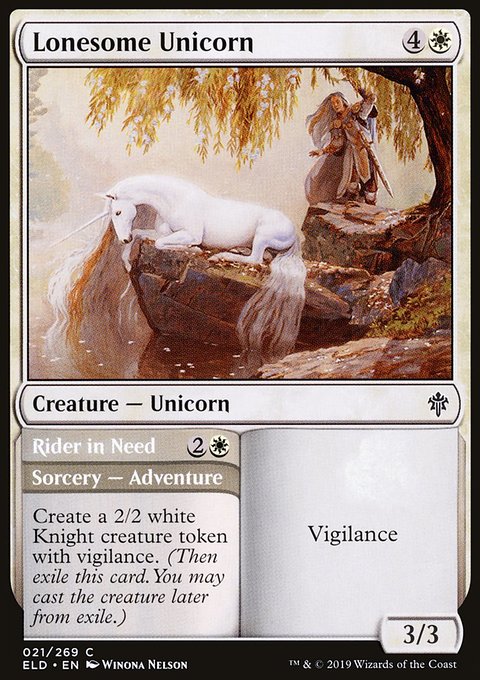 Lonesome Unicorn 4
Creature — Unicorn
Rider in Need 2
Sorcery — Adventure
Create a 2/2 white
Knight creature token
with vigilance. (Then
exile this card. You may
cast the creature later
from exile.)
Vigilance
3/3
021/269 C
ELD • EN Winona Nelson
™ & © 2019 Wizards of the Coast